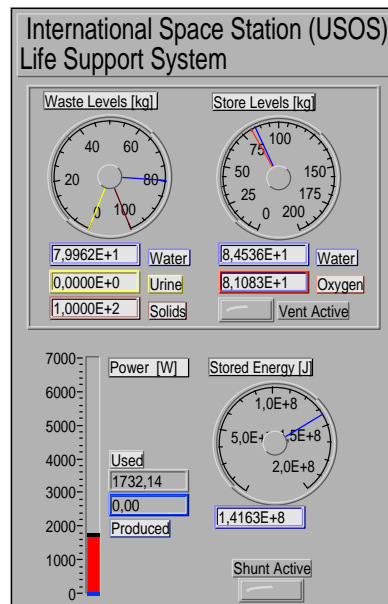 International Space Station (USOS)
Life Support System
Waste Levels [kg]
Store Levels [kg]
0 20 40 60 80 100
0 25 50 75 100 150 175 200
7,9962E+1 Water
0,0000E+0 Urine
1,0000E+2 Solids
8,4536E+1 Water
8,1083E+1 Oxygen
Vent Active
7000-
6000-
5000-
4000-
3000-
2000-
1000-
0-
Power [W]
Used
1732,14
0,00
Produced
Stored Energy [J]
1,0E+8
2,0E+8
1,4163E+8
Shunt Active